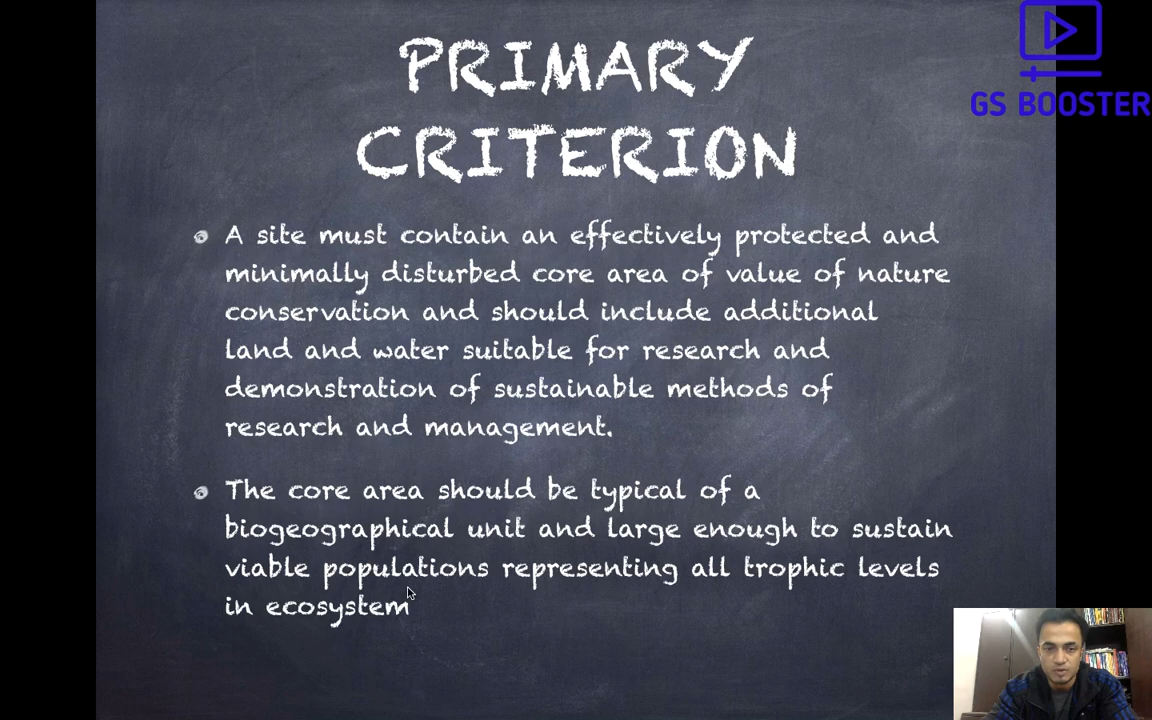 PRIMARY
CRITERION
GS BOOSTER
A site must contain an effectively protected and
minimally disturbed core area of value of nature
conservation and should include additional
land and water suitable for research and
demonstration of sustainable methods of
research and management.
The core area should be typical of a
biogeographical unit and large enough to sustain
viable populations representing all trophic levels
in ecosystem